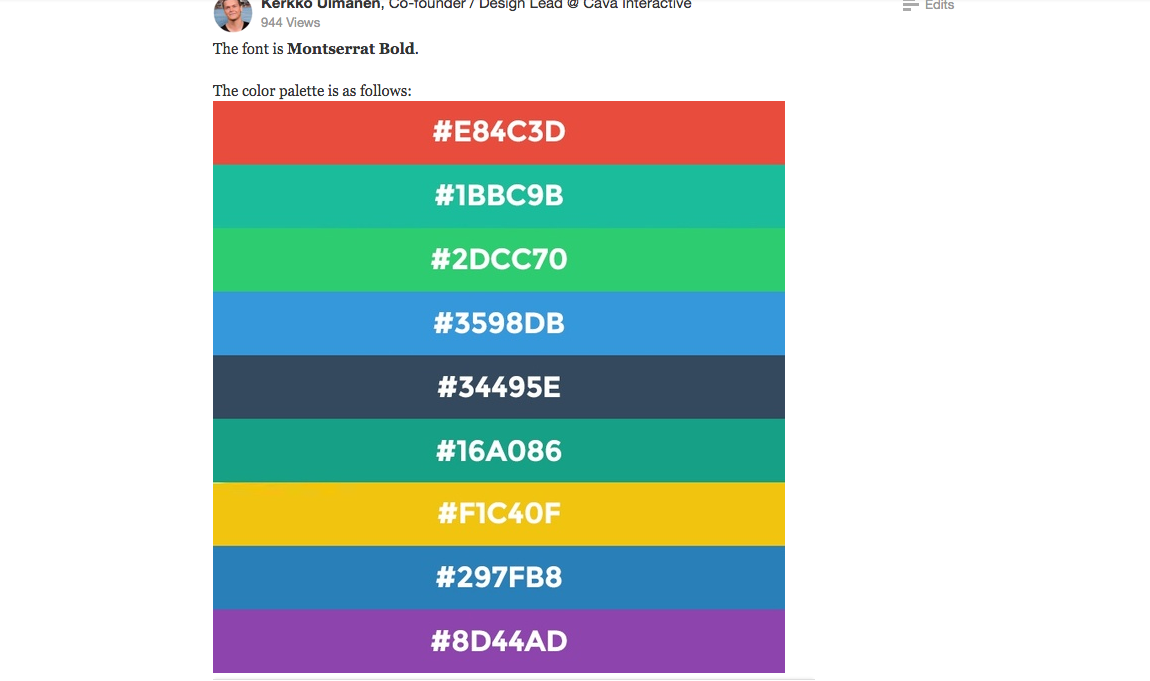 Kerkko Ulmanen, Co-founder / Design Lead @ Cava Interactive
Edits
944 Views
The font is Montserrat Bold.
The color palette is as follows:
#E84C3D
#1BBC9B
#2DCC70
#3598DB
#34495E
#16A086
#F1C40F
#297FB8
#8D44AD